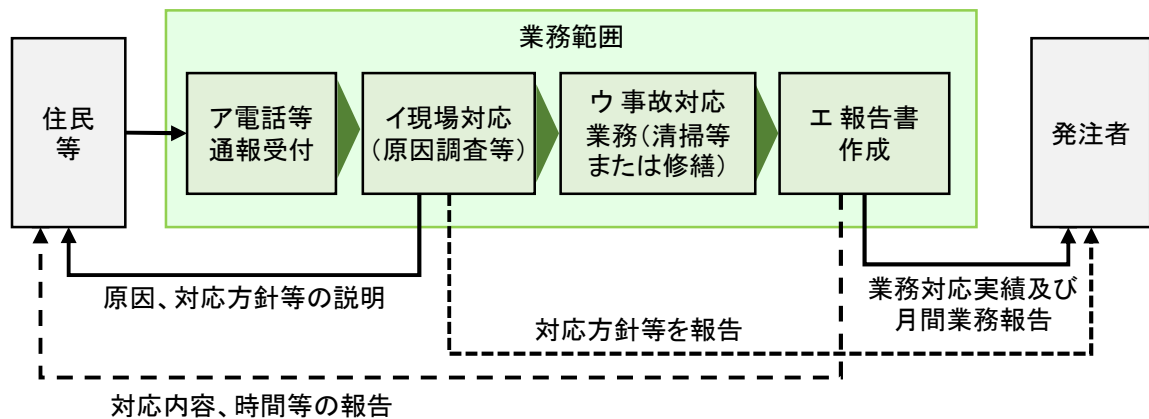 業務範囲
住民
等
ア電話等
通報受付
イ現場対応
(原因調査等)
ウ 事故対応
業務(清掃等
または修繕)
エ 報告書
作成
発注者
原因、対応方針等の説明
業務対応実績及び
月間業務報告
対応方針等を報告
対応内容、時間等の報告